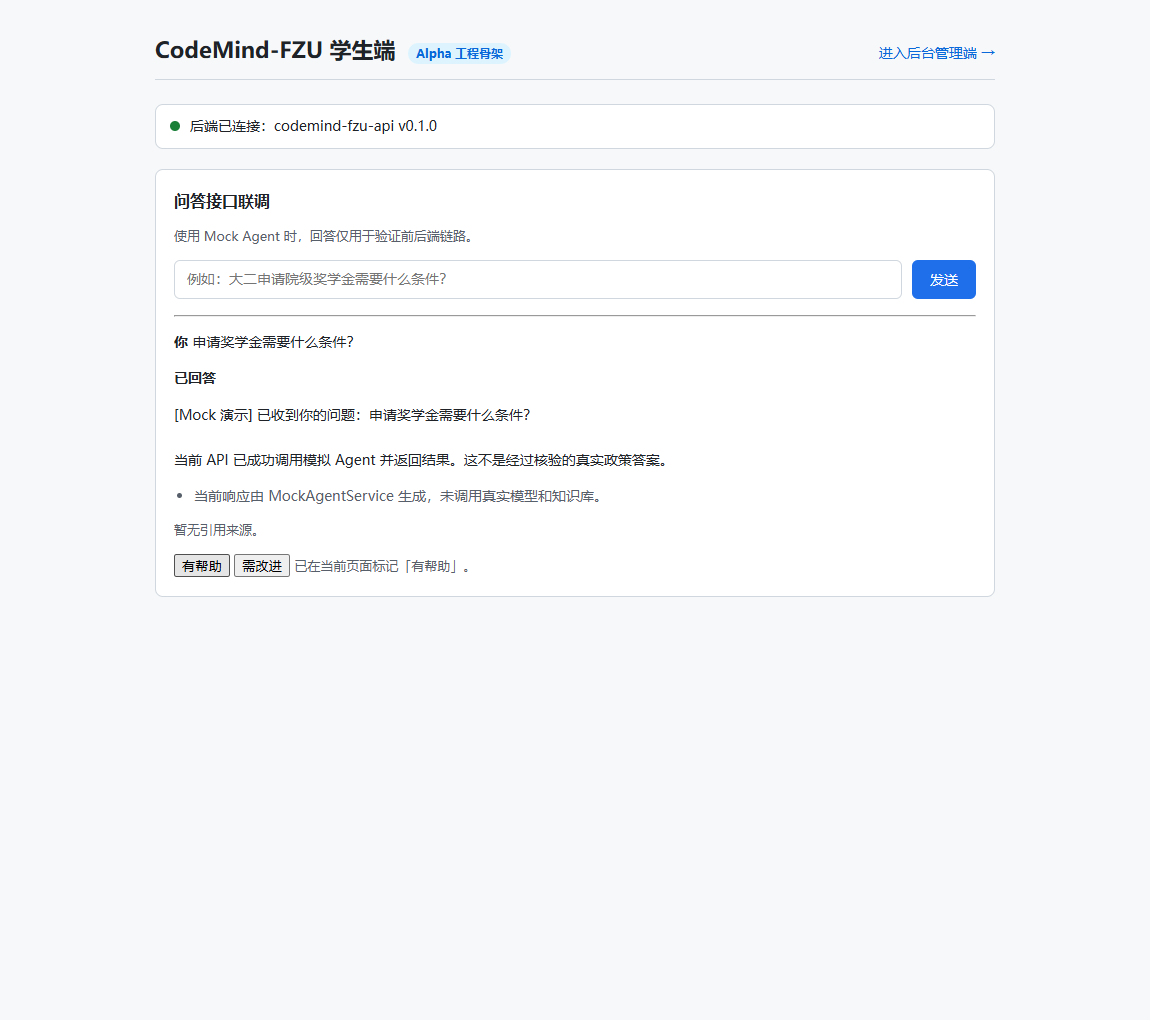 CodeMind-FZU 学生端 Alpha 工程骨架 进入后台管理端 →
后端已连接：codemind-fzu-api v0.1.0
问答接口联调
使用 Mock Agent 时，回答仅用于验证前后端链路。
例如：大二申请院级奖学金需要什么条件？ 发送
你 申请奖学金需要什么条件？
已回答
[Mock 演示] 已收到你的问题：申请奖学金需要什么条件？
当前 API 已成功调用模拟 Agent 并返回结果。这不是经过核验的真实政策答案。
• 当前响应由 MockAgentService 生成，未调用真实模型和知识库。
暂无引用来源。
有帮助 需改进 已在当前页面标记「有帮助」。